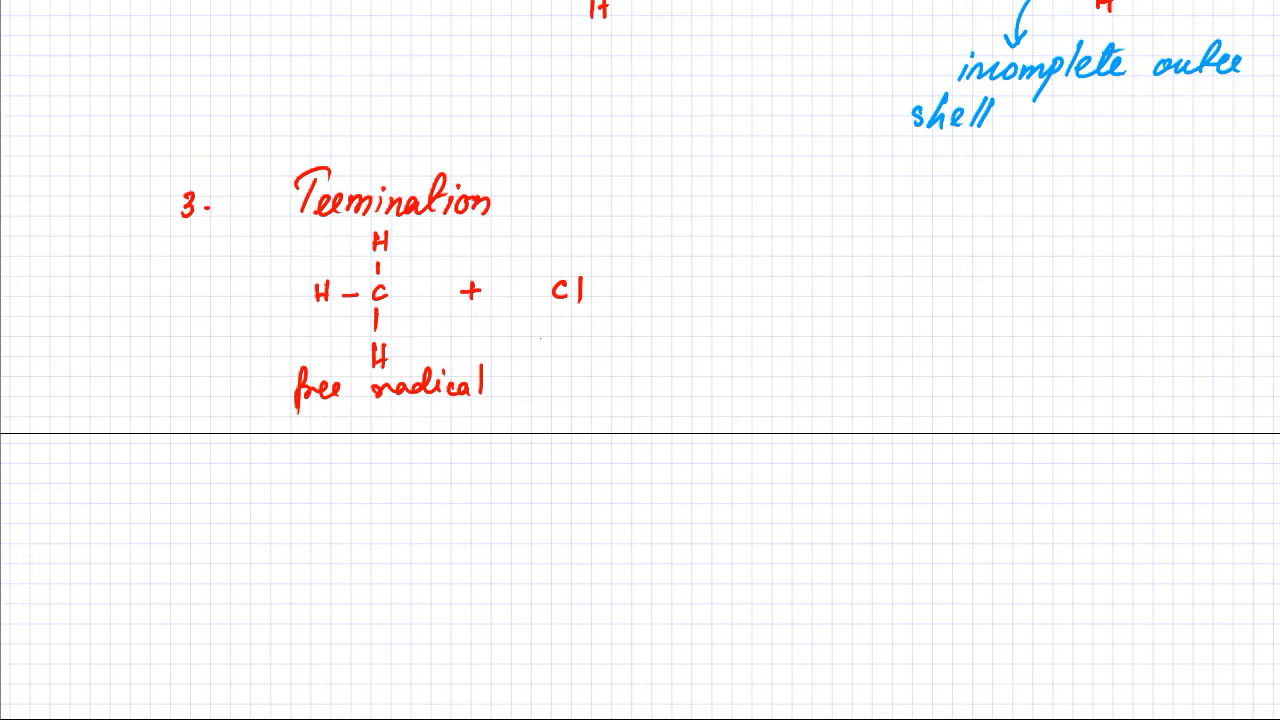 H H
incomplete outer
shell
3. Termination
H
H - C + Cl
H
free radical